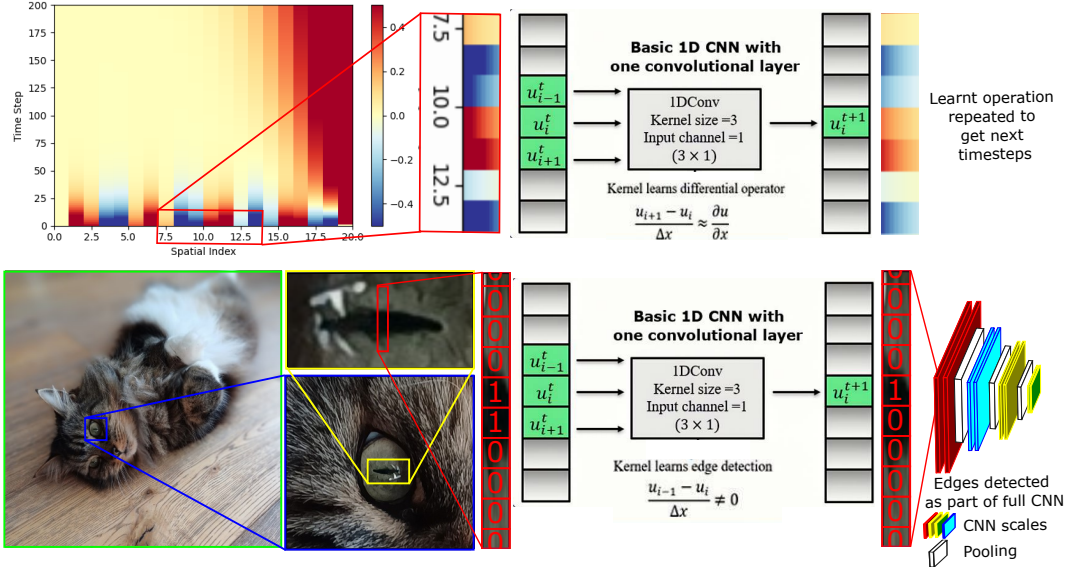 200
175
150
125
100
75
50
25
0
Time Step
0.0 2.5 5.0 7.5 10.0 12.5 15.0 17.5 20.0
Spatial Index
0.4
0.2
0.0
−0.2
−0.4
7.5
10.0
12.5
Basic 1D CNN with
one convolutional layer
u_{i-1}^t
u_i^t
u_{i+1}^t
1DConv
Kernel size =3
Input channel =1
(3 × 1)
u_i^{t+1}
Kernel learns differential operator
\frac{u_{i+1} - u_i}{Δx} ≈ \frac{∂u}{∂x}
Learnt operation
repeated to
get next
timesteps
0
0
0
1
1
0
0
0
0
Basic 1D CNN with
one convolutional layer
u_{i-1}^t
u_i^t
u_{i+1}^t
1DConv
Kernel size =3
Input channel =1
(3 × 1)
u_i^{t+1}
Kernel learns edge detection
\frac{u_{i-1} - u_i}{Δx} ≠ 0
0
0
0
1
0
0
0
0
Edges detected
as part of full CNN
CNN scales
Pooling